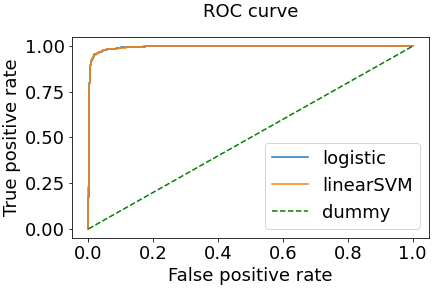 ROC curve
True positive rate
1.00
0.75
0.50
0.25
0.00
logistic
linearSVM
dummy
0.0 0.2 0.4 0.6 0.8 1.0
False positive rate